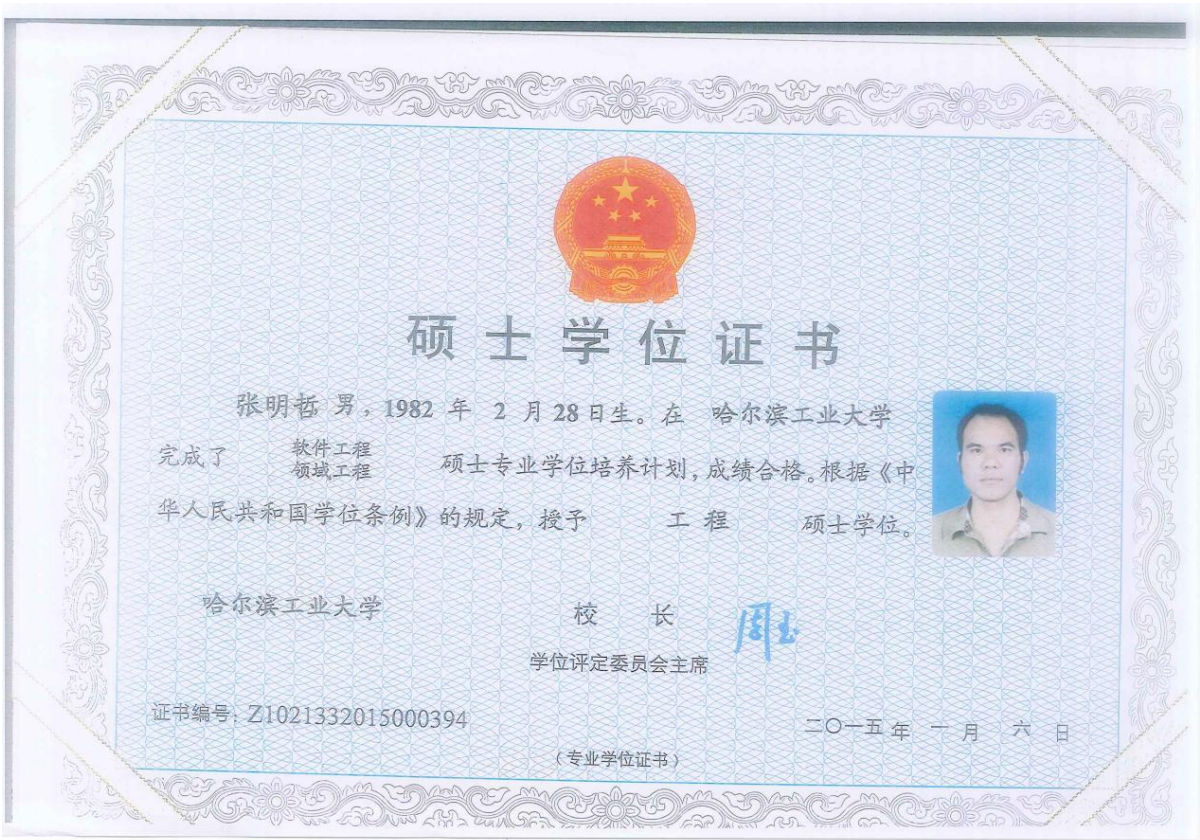 硕士学位证书
张明哲 男，1982 年 2 月 28 日生。在 哈尔滨工业大学
完成了 软件工程 领域工程 硕士专业学位培养计划，成绩合格。根据《中
华人民共和国学位条例》的规定，授予 工程 硕士学位。
哈尔滨工业大学
校 长 周玉
学位评定委员会主席
证书编号：Z1021332015000394
二〇一五年 一月 六日
（专业学位证书）